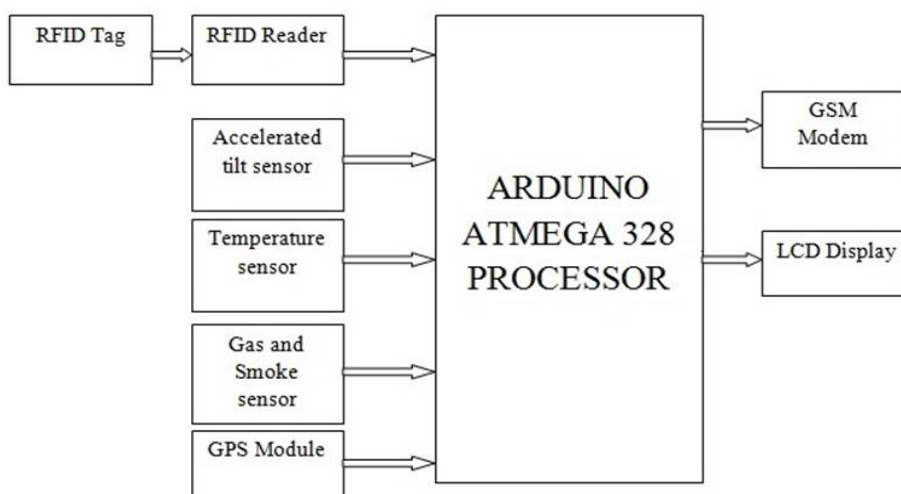 RFID Tag
RFID Reader
Accelerated
tilt sensor
Temperature
sensor
Gas and
Smoke
sensor
GPS Module
ARDUINO
ATMEGA 328
PROCESSOR
GSM
Modem
LCD Display